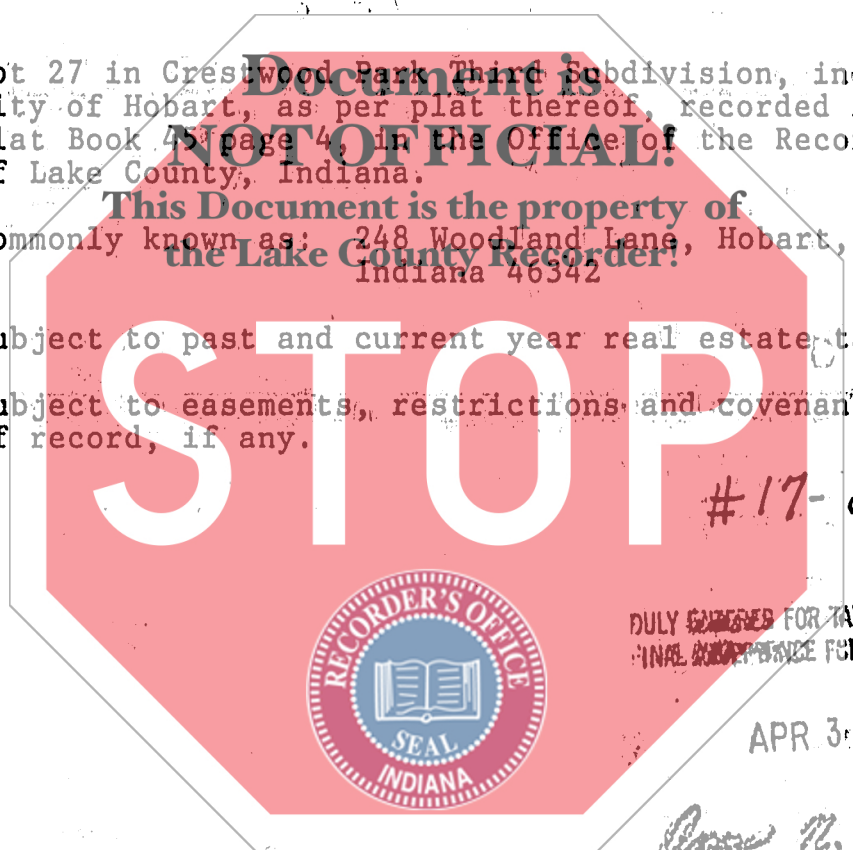 ot 27 in Crestwood Park Third Subdivision, in
Document is
ity of Hobart, as per plat thereof, recorded
lat Book 45 page 4, in the Office of the Reco
NOT OFFICIAL!
f Lake County, Indiana.
This Document is the property of
ommonly known as: 248 Woodland Lane, Hobart,
the Lake County Recorder!
Indiana 46342
ubject to past and current year real estate t
ubject to easements, restrictions and covenan
f record, if any.
STOP
#17-
RECORDER'S OFFICE
SEAL
INDIANA
DULY ENTERED FOR TA
FINAL ACCEPTANCE FO
APR 3